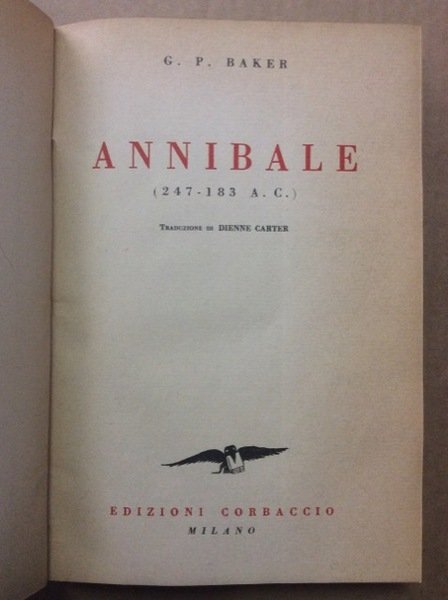 G. P. BAKER
ANNIBALE
(247-183 A. C.)
TRADUZIONE DI DIENNE CARTER
EDIZIONI CORBACCIO
MILANO